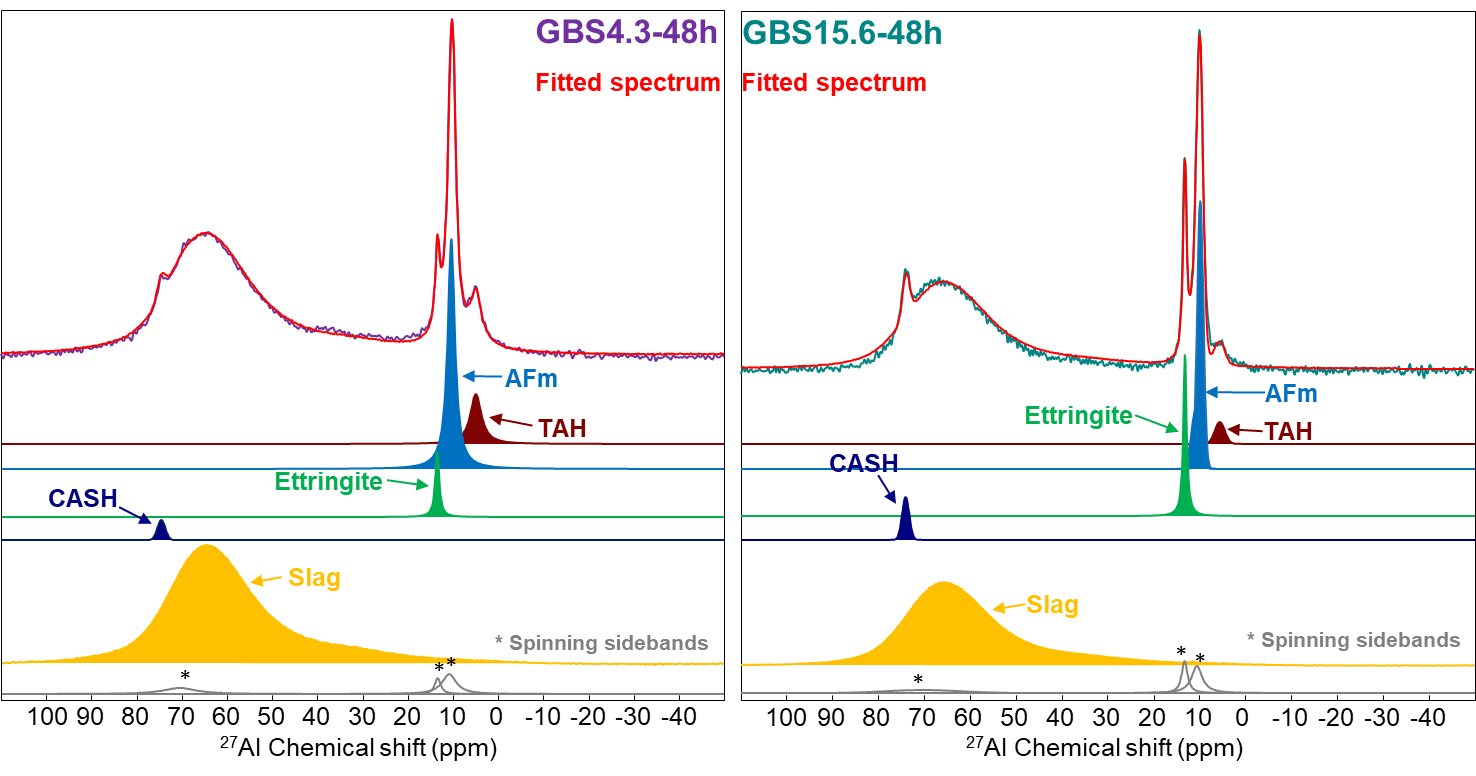 GBS4.3-48h
Fitted spectrum
AFm
TAH
Ettringite
CASH
Slag
* Spinning sidebands
*
* *
100 90 80 70 60 50 40 30 20 10 0 -10 -20 -30 -40
²⁷Al Chemical shift (ppm)
GBS15.6-48h
Fitted spectrum
AFm
Ettringite
TAH
CASH
Slag
* Spinning sidebands
*
* *
100 90 80 70 60 50 40 30 20 10 0 -10 -20 -30 -40
²⁷Al Chemical shift (ppm)